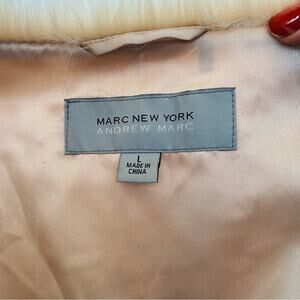 MARC NEW YORK
ANDREW MARC
L
MADE IN
CHINA